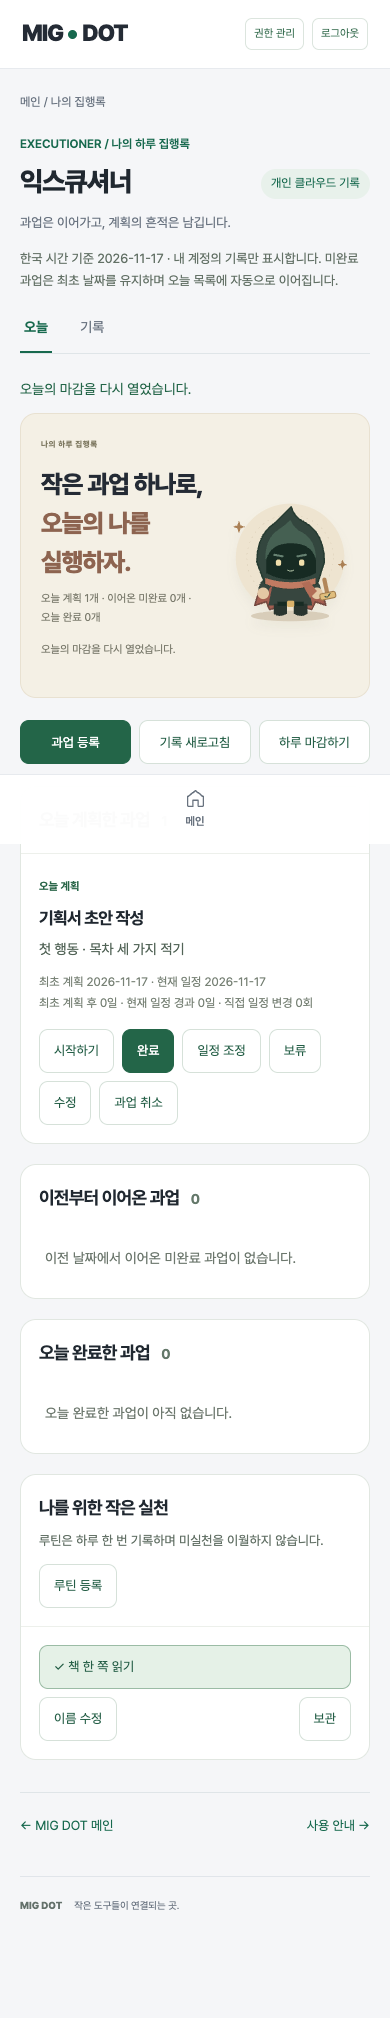 MIG DOT
권한 관리
로그아웃
메인 / 나의 집행록
EXECUTIONER / 나의 하루 집행록
익스큐셔너
개인 클라우드 기록
과업은 이어가고, 계획의 흔적은 남깁니다.
한국 시간 기준 2026-11-17 · 내 계정의 기록만 표시합니다. 미완료
과업은 최초 날짜를 유지하며 오늘 목록에 자동으로 이어집니다.
오늘
기록
오늘의 마감을 다시 열었습니다.
나의 하루 집행록
작은 과업 하나로,
오늘의 나를
실행하자.
오늘 계획 1개 · 이어온 미완료 0개 ·
오늘 완료 0개
오늘의 마감을 다시 열었습니다.
과업 등록
기록 새로고침
하루 마감하기
오늘 계획한 과업
메인
오늘 계획
기획서 초안 작성
첫 행동 · 목차 세 가지 적기
최초 계획 2026-11-17 · 현재 일정 2026-11-17
최초 계획 후 0일 · 현재 일정 경과 0일 · 직접 일정 변경 0회
시작하기
완료
일정 조정
보류
수정
과업 취소
이전부터 이어온 과업 0
이전 날짜에서 이어온 미완료 과업이 없습니다.
오늘 완료한 과업 0
오늘 완료한 과업이 아직 없습니다.
나를 위한 작은 실천
루틴은 하루 한 번 기록하며 미실천을 이월하지 않습니다.
루틴 등록
✓ 책 한 쪽 읽기
이름 수정
보관
← MIG DOT 메인
사용 안내 →
MIG DOT 작은 도구들이 연결되는 곳.